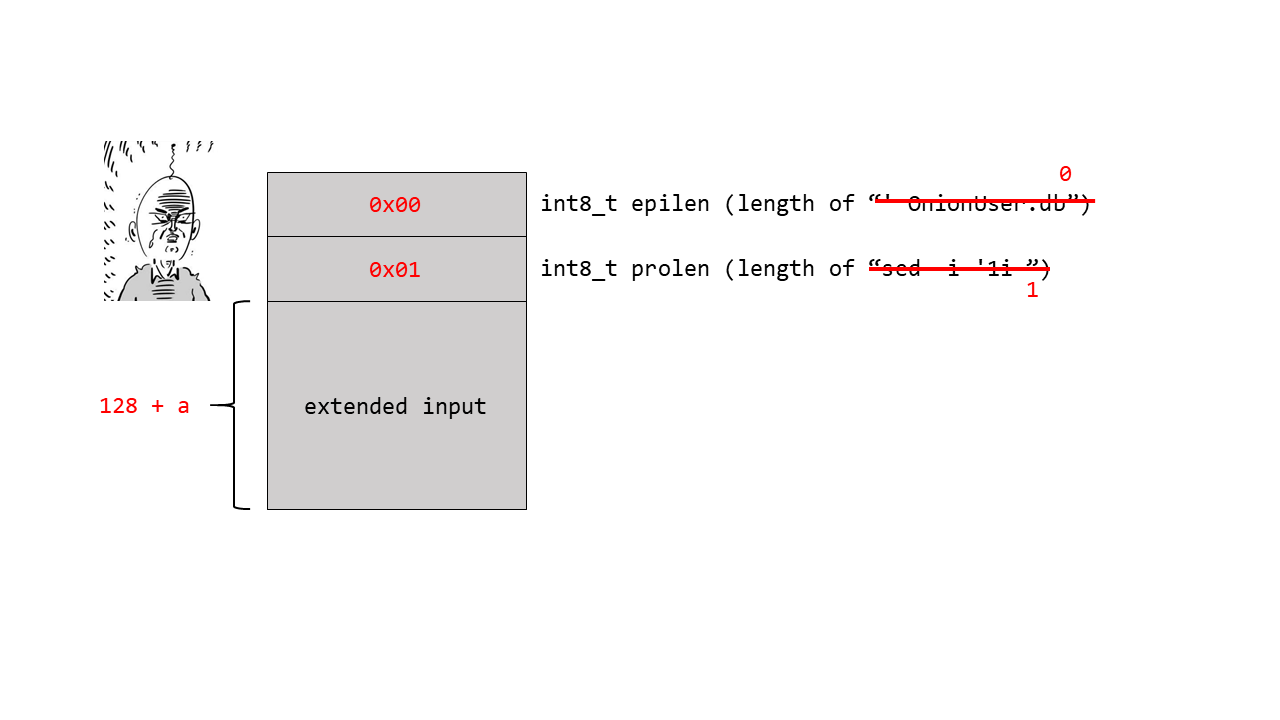 0
0x00 int8_t epilen (length of “' OnionUser.db”)
0x01 int8_t prolen (length of “sed -i '1i ”)
1
128 + a extended input